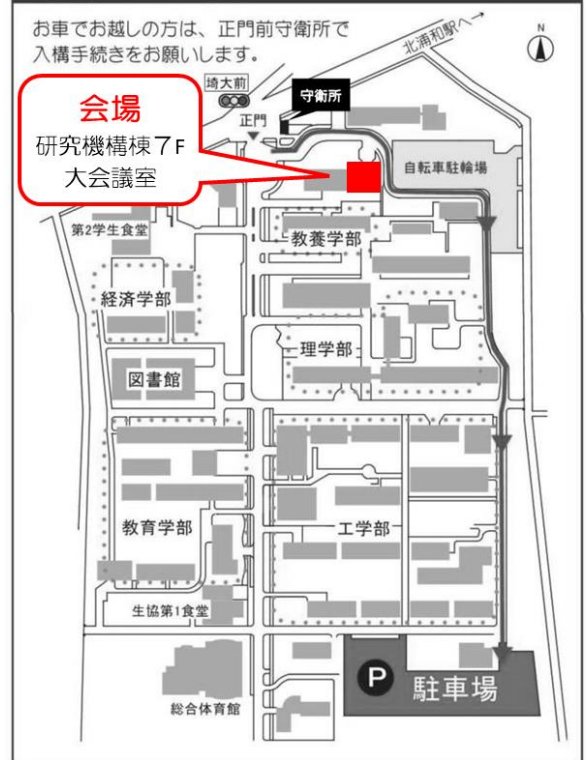 お車でお越しの方は、正門前守衛所で
入構手続きをお願いします。
北浦和駅へ→
N
埼大前
守衛所
会場
研究機構棟7F
大会議室
正門
自転車駐輪場
第2学生食堂
教養学部
経済学部
理学部
図書館
教育学部
工学部
生協第1食堂
P
駐車場
総合体育館